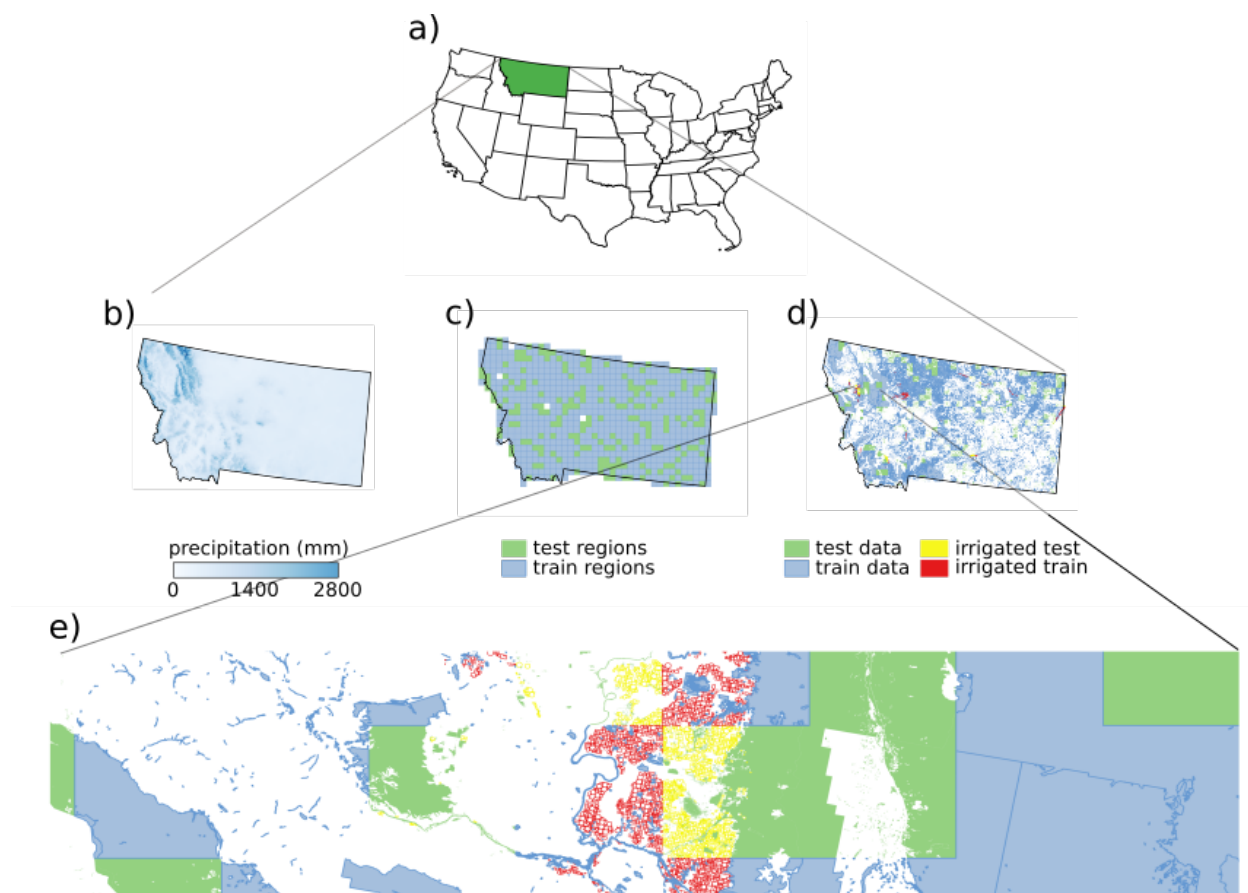 a)
b)
c)
d)
precipitation (mm)
0 1400 2800
test regions
train regions
test data
train data
irrigated test
irrigated train
e)